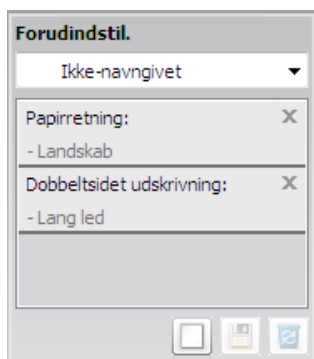 Forudindstil.
Ikke-navngivet
Papirretning:
- Landskab
Dobbeltsidet udskrivning:
- Lang led